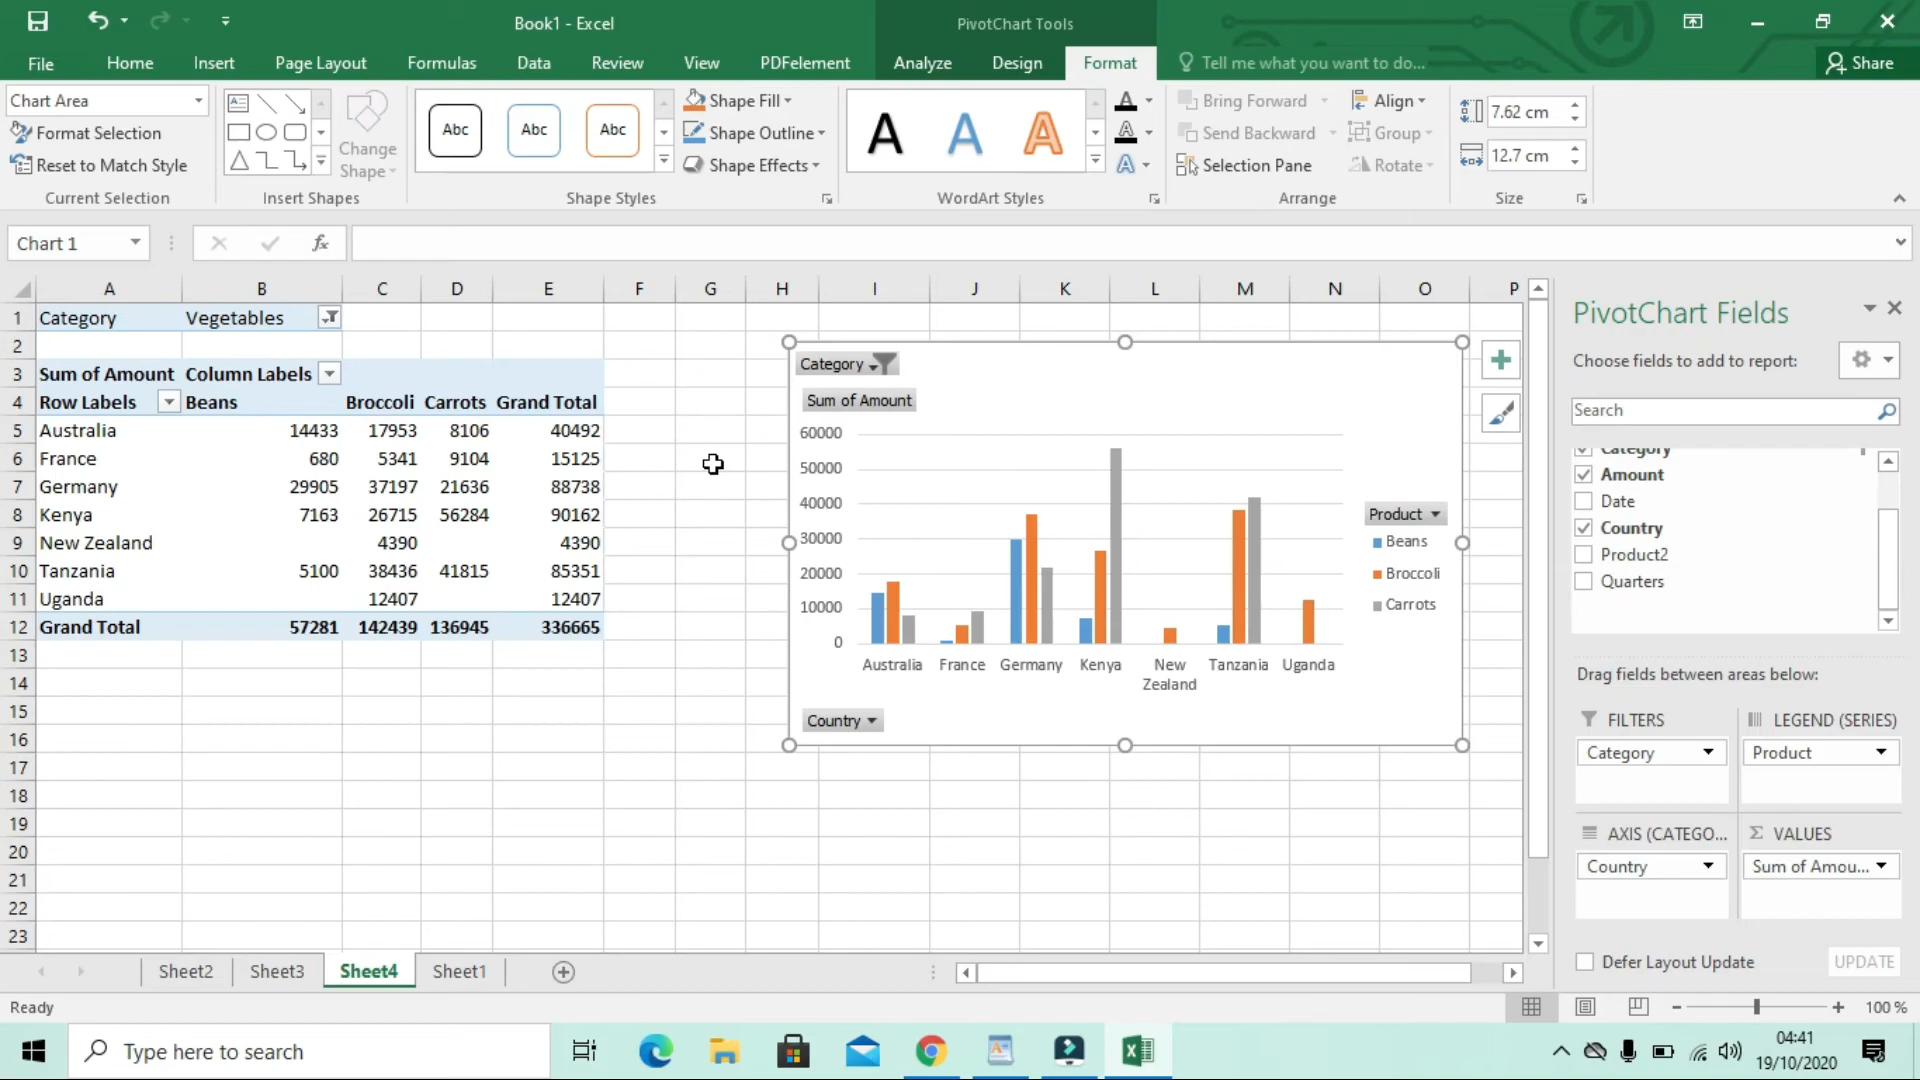 Book1 - Excel
PivotChart Tools
File Home Insert Page Layout Formulas Data Review View PDFelement Analyze Design Format Tell me what you want to do... Share
Chart Area
Format Selection
Reset to Match Style
Current Selection
Change
Shape
Insert Shapes
Abc Abc Abc
Shape Fill
Shape Outline
Shape Effects
Shape Styles
A A A
WordArt Styles
Bring Forward
Send Backward
Selection Pane
Align
Group
Rotate
Arrange
7.62 cm
12.7 cm
Size
Chart 1
fx
A B C D E F G H I J K L M N O P
1 Category Vegetables
2
3 Sum of Amount Column Labels
4 Row Labels Beans Broccoli Carrots Grand Total
5 Australia 14433 17953 8106 40492
6 France 680 5341 9104 15125
7 Germany 29905 37197 21636 88738
8 Kenya 7163 26715 56284 90162
9 New Zealand 4390 4390
10 Tanzania 5100 38436 41815 85351
11 Uganda 12407 12407
12 Grand Total 57281 142439 136945 336665
13
14
15
16
17
18
19
20
21
22
23
Category
Sum of Amount
60000
50000
40000
30000
20000
10000
0
Australia France Germany Kenya New Tanzania Uganda
Zealand
Product
Beans
Broccoli
Carrots
Country
PivotChart Fields
Choose fields to add to report:
Search
Category
Amount
Date
Country
Product2
Quarters
Drag fields between areas below:
FILTERS LEGEND (SERIES)
Category Product
AXIS (CATEGO... Σ VALUES
Country Sum of Amou...
Defer Layout Update UPDATE
Sheet2 Sheet3 Sheet4 Sheet1
Ready
100 %
Type here to search
04:41
19/10/2020